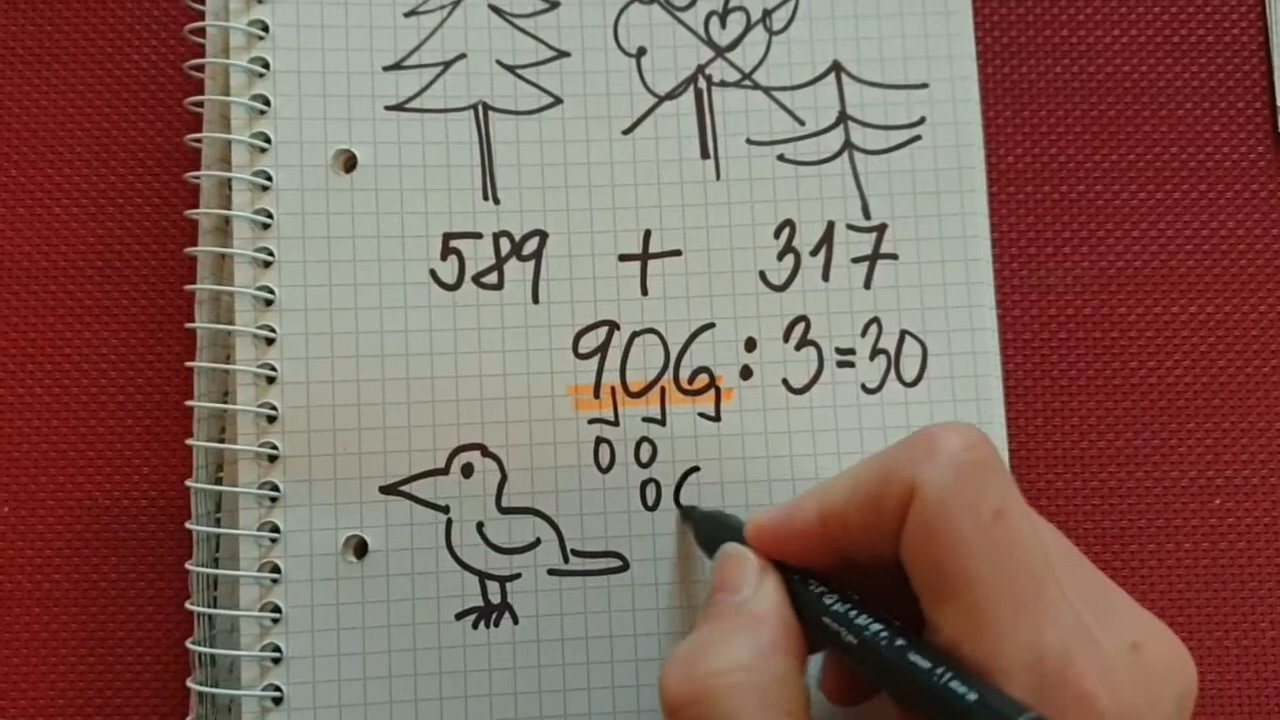 589 + 317
906 : 3 = 30
0 0
0